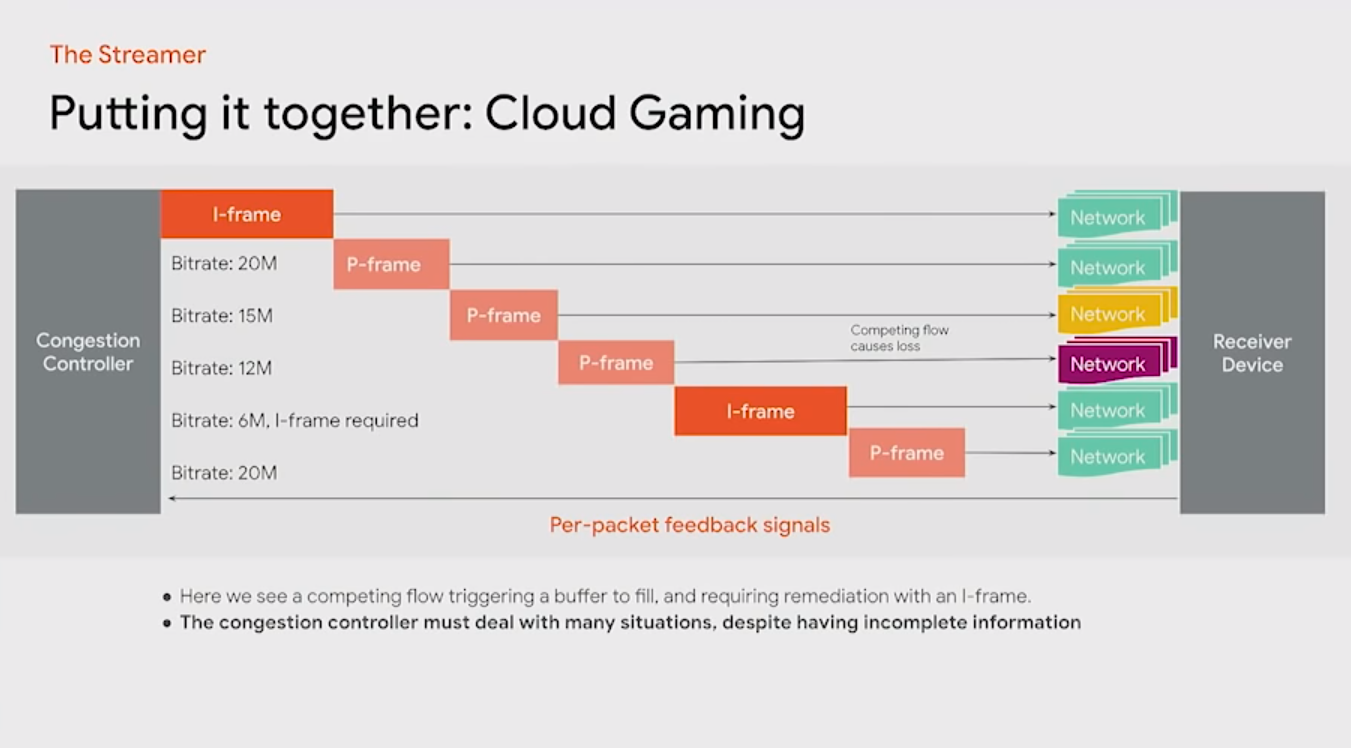 The Streamer
Putting it together: Cloud Gaming
Congestion
Controller
I-frame
Network
Bitrate: 20M
P-frame
Network
Bitrate: 15M
P-frame
Network
Competing flow
causes loss
Bitrate: 12M
P-frame
Network
Receiver
Device
Bitrate: 6M, I-frame required
I-frame
Network
Bitrate: 20M
P-frame
Network
Per-packet feedback signals
● Here we see a competing flow triggering a buffer to fill, and requiring remediation with an I-frame.
● The congestion controller must deal with many situations, despite having incomplete information